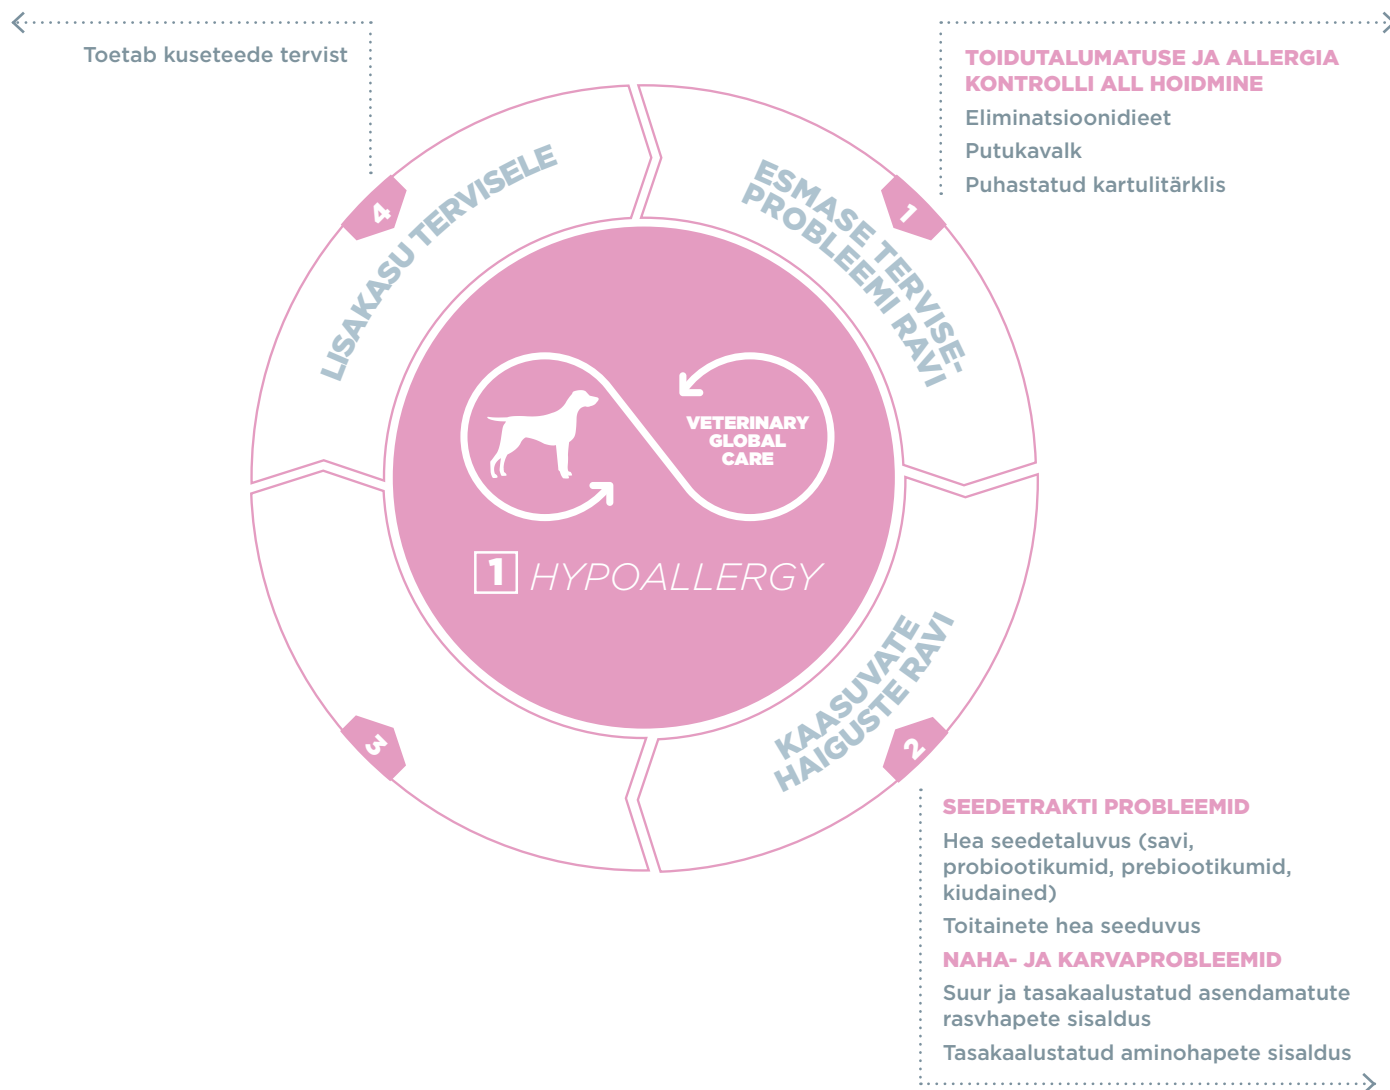 Toetab kuseteede tervist
TOIDUTALUMATUSE JA ALLERGIA
KONTROLLI ALL HOIDMINE
Eliminatsioonidieet
Putukavalk
Puhastatud kartulitärklis
4
LISAKASU TERVISELE
1
ESMASE TERVISE-
PROBLEEMI RAVI
VETERINARY
GLOBAL
CARE
1 HYPOALLERGY
3
2
KAASUVATE
HAIGUSTE RAVI
SEEDETRAKTI PROBLEEMID
Hea seedetaluvus (savi,
probiootikumid, prebiootikumid,
kiudained)
Toitainete hea seeduvus
NAHA- JA KARVAPROBLEEMID
Suur ja tasakaalustatud asendamatute
rasvhapete sisaldus
Tasakaalustatud aminohapete sisaldus